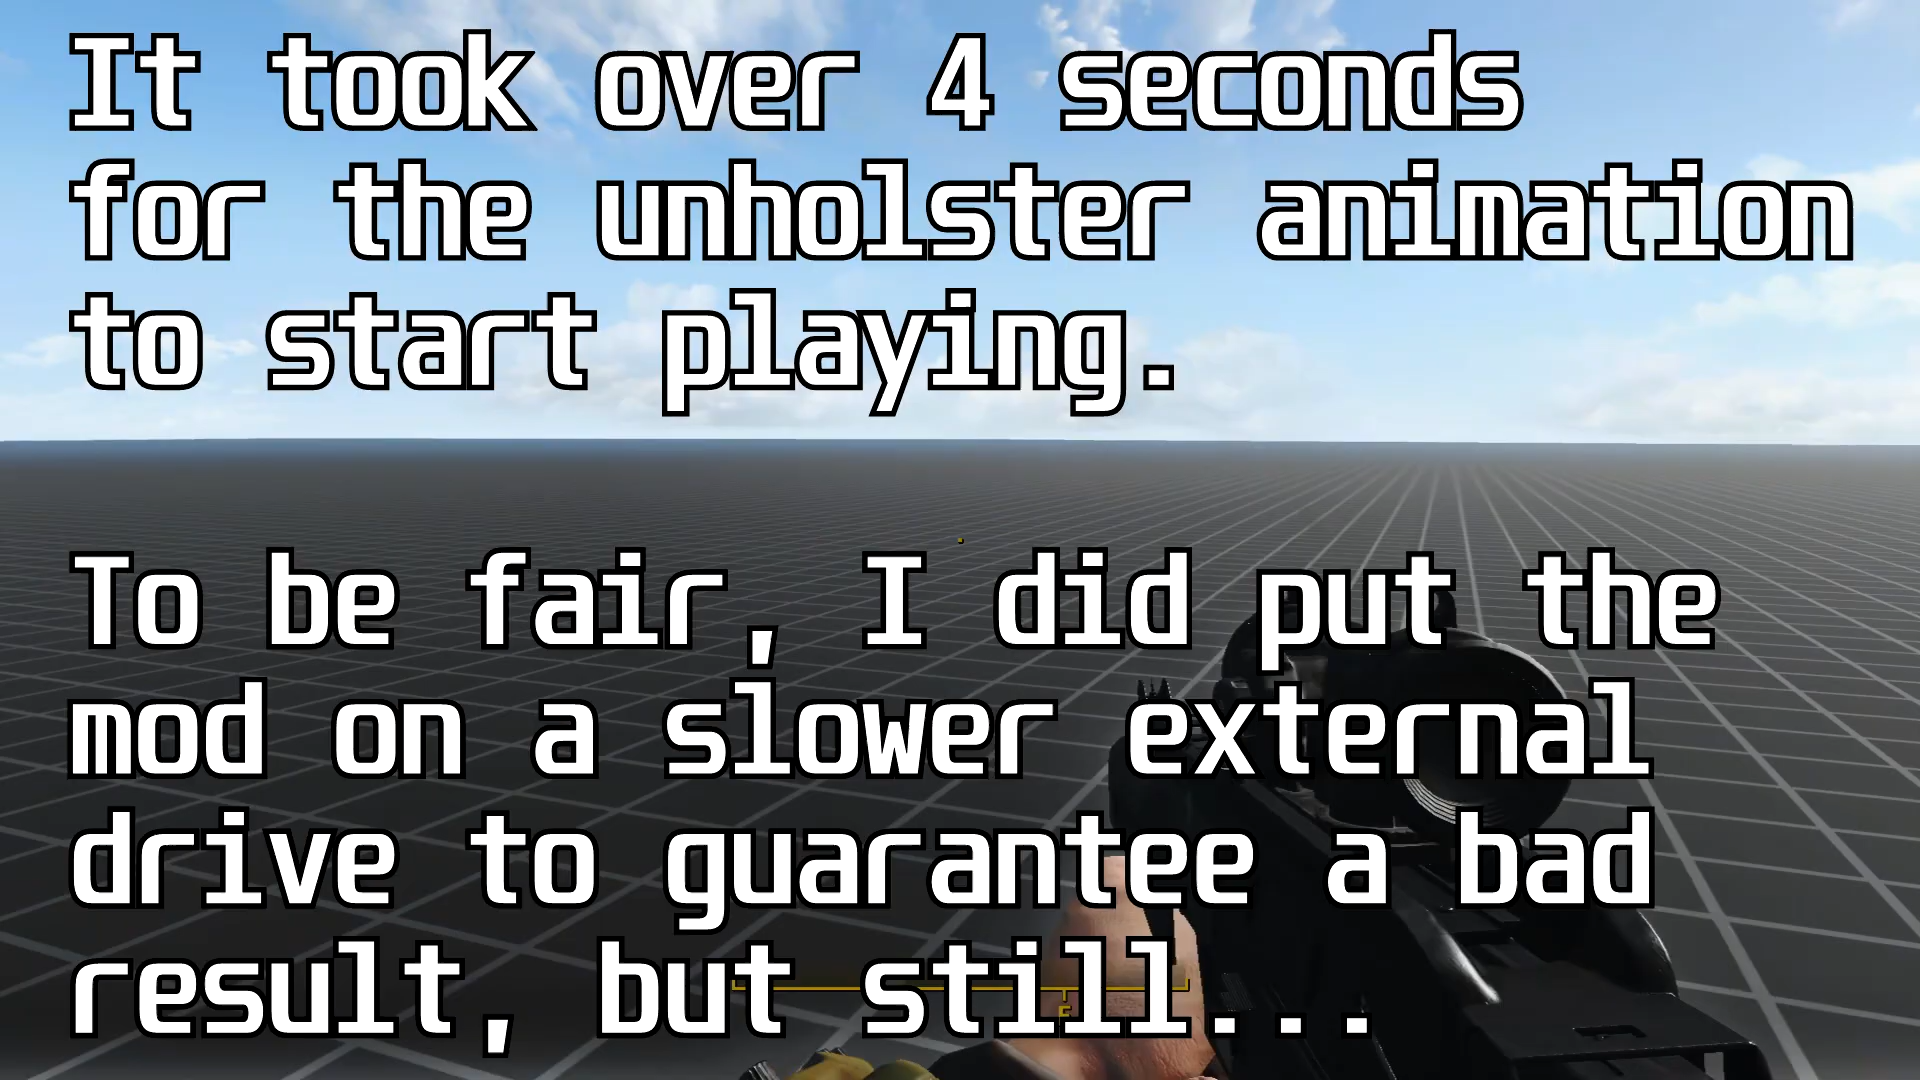 It took over 4 seconds
for the unholster animation
to start playing.
To be fair, I did put the
mod on a slower external
drive to guarantee a bad
result, but still...
E